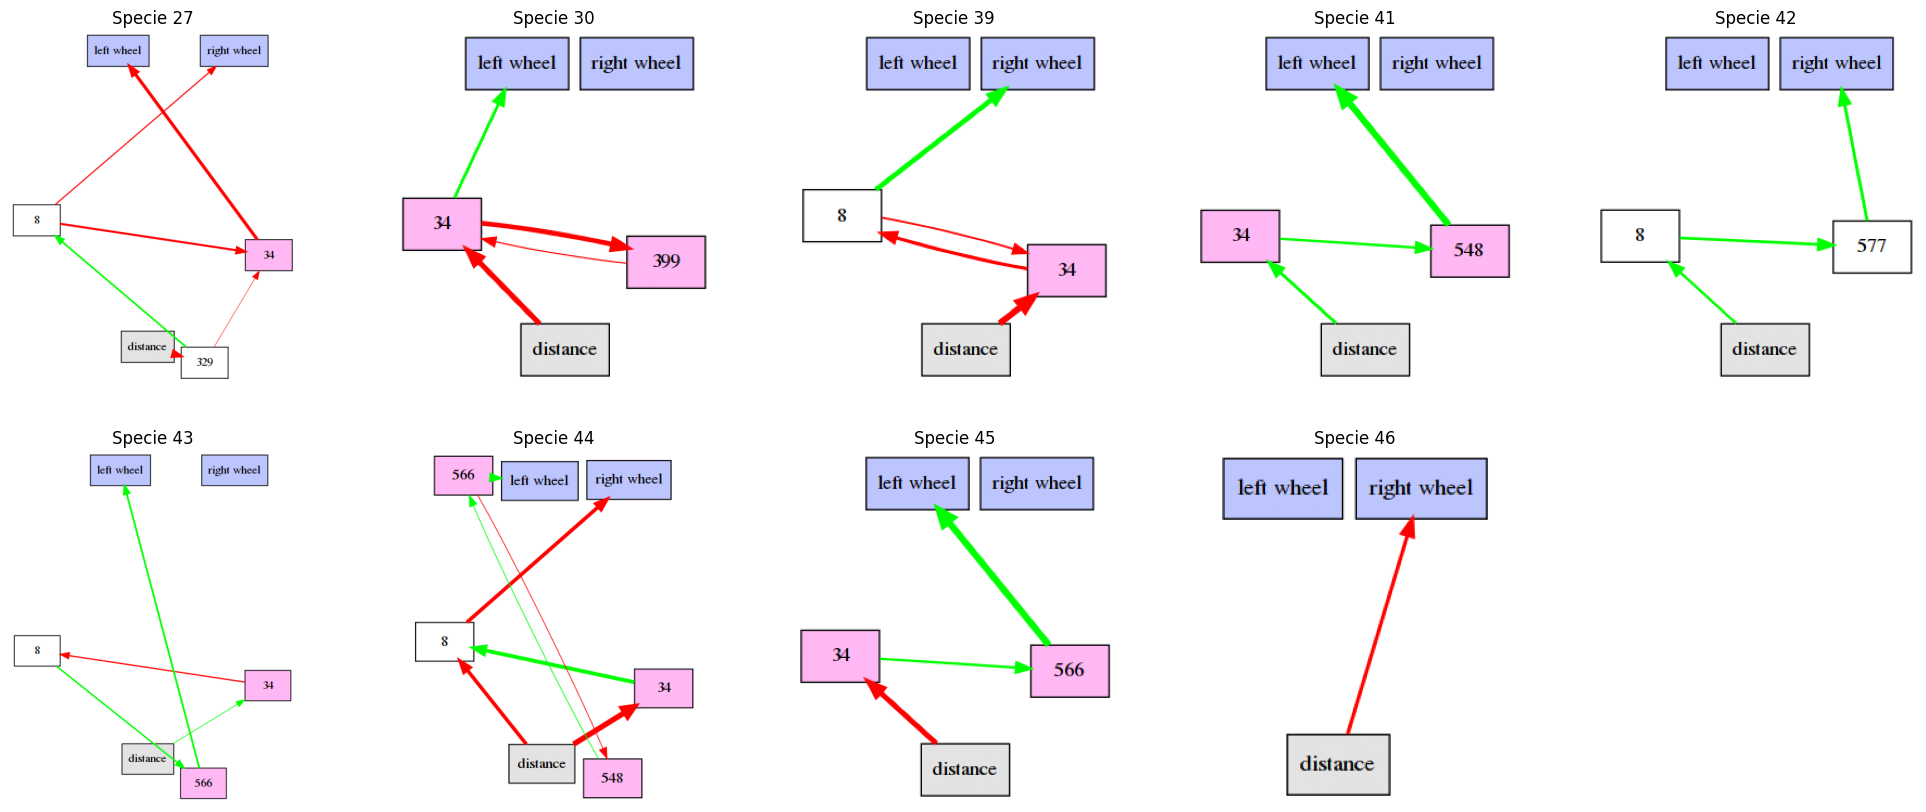 Specie 27
left wheel
right wheel
8
34
distance
329
Specie 30
left wheel
right wheel
34
399
distance
Specie 39
left wheel
right wheel
8
34
distance
Specie 41
left wheel
right wheel
34
548
distance
Specie 42
left wheel
right wheel
8
577
distance
Specie 43
left wheel
right wheel
8
34
distance
566
Specie 44
566
left wheel
right wheel
8
34
distance
548
Specie 45
left wheel
right wheel
34
566
distance
Specie 46
left wheel
right wheel
distance